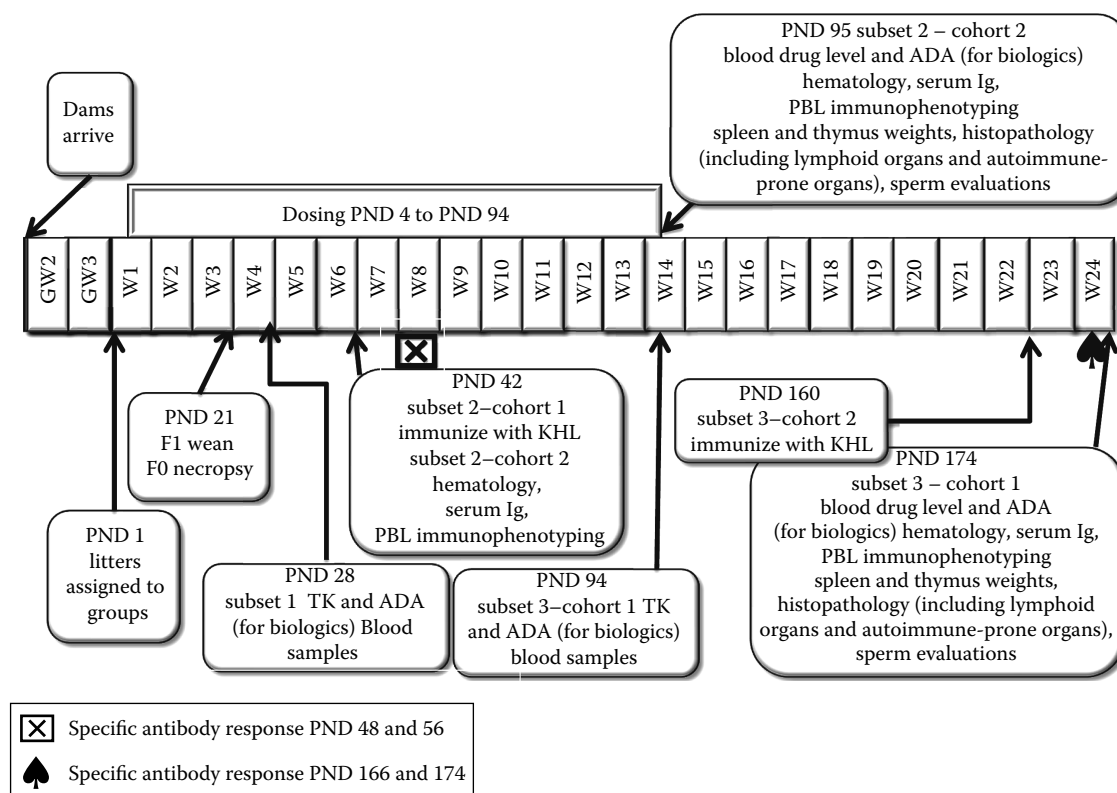 PND 95 subset 2 – cohort 2
blood drug level and ADA (for biologics)
hematology, serum Ig,
PBL immunophenotyping
spleen and thymus weights, histopathology
(including lymphoid organs and autoimmune-
prone organs), sperm evaluations
Dams
arrive
Dosing PND 4 to PND 94
GW2
GW3
W1
W2
W3
W4
W5
W6
W7
W8
W9
W10
W11
W12
W13
W14
W15
W16
W17
W18
W19
W20
W21
W22
W23
W24
PND 1
litters
assigned to
groups
PND 21
F1 wean
F0 necropsy
PND 28
subset 1 TK and ADA
(for biologics) Blood
samples
PND 42
subset 2–cohort 1
immunize with KHL
subset 2–cohort 2
hematology,
serum Ig,
PBL immunophenotyping
PND 94
subset 3–cohort 1 TK
and ADA (for biologics)
blood samples
PND 160
subset 3–cohort 2
immunize with KHL
PND 174
subset 3 – cohort 1
blood drug level and ADA
(for biologics) hematology, serum Ig,
PBL immunophenotyping
spleen and thymus weights,
histopathology (including lymphoid
organs and autoimmune-prone organs),
sperm evaluations
Specific antibody response PND 48 and 56
Specific antibody response PND 166 and 174